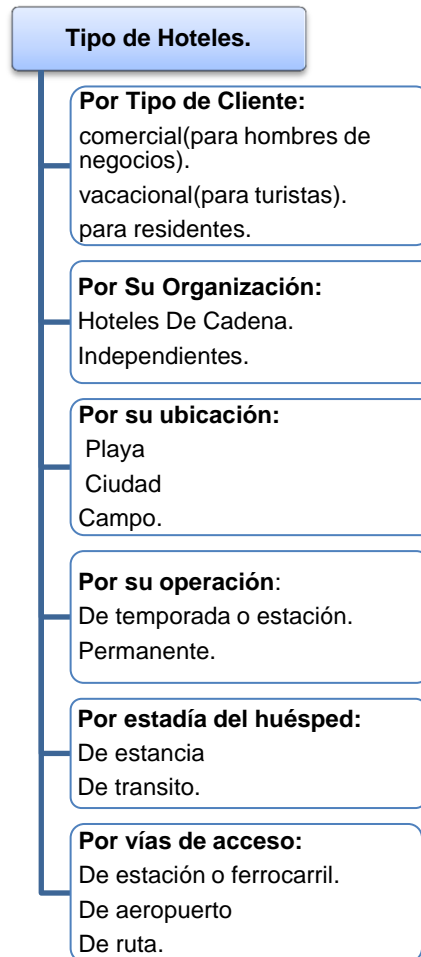 Tipo de Hoteles.
Por Tipo de Cliente:
comercial(para hombres de
negocios).
vacacional(para turistas).
para residentes.
Por Su Organización:
Hoteles De Cadena.
Independientes.
Por su ubicación:
Playa
Ciudad
Campo.
Por su operación:
De temporada o estación.
Permanente.
Por estadía del huésped:
De estancia
De transito.
Por vías de acceso:
De estación o ferrocarril.
De aeropuerto
De ruta.